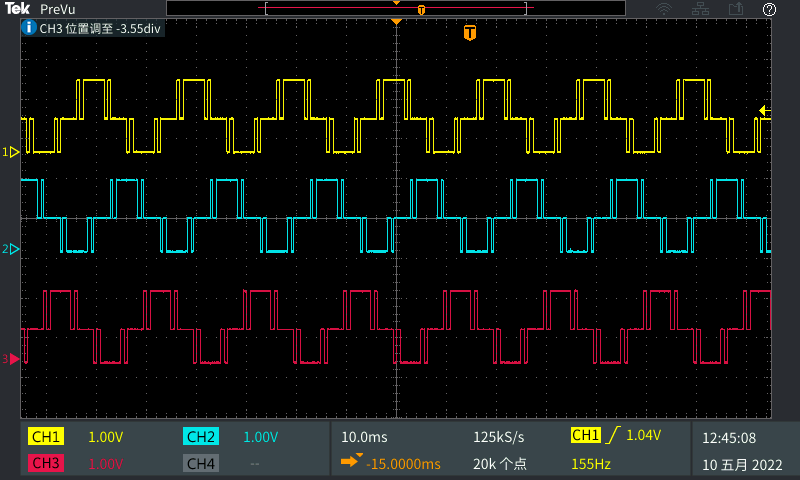 Tek PreVu
T
?
i CH3 位置调至 -3.55div
T
1
2
3
CH1 1.00V CH2 1.00V 10.0ms 125kS/s CH1 1.04V 12:45:08
CH3 1.00V CH4 -- -15.0000ms 20k 个点 155Hz 10 五月 2022